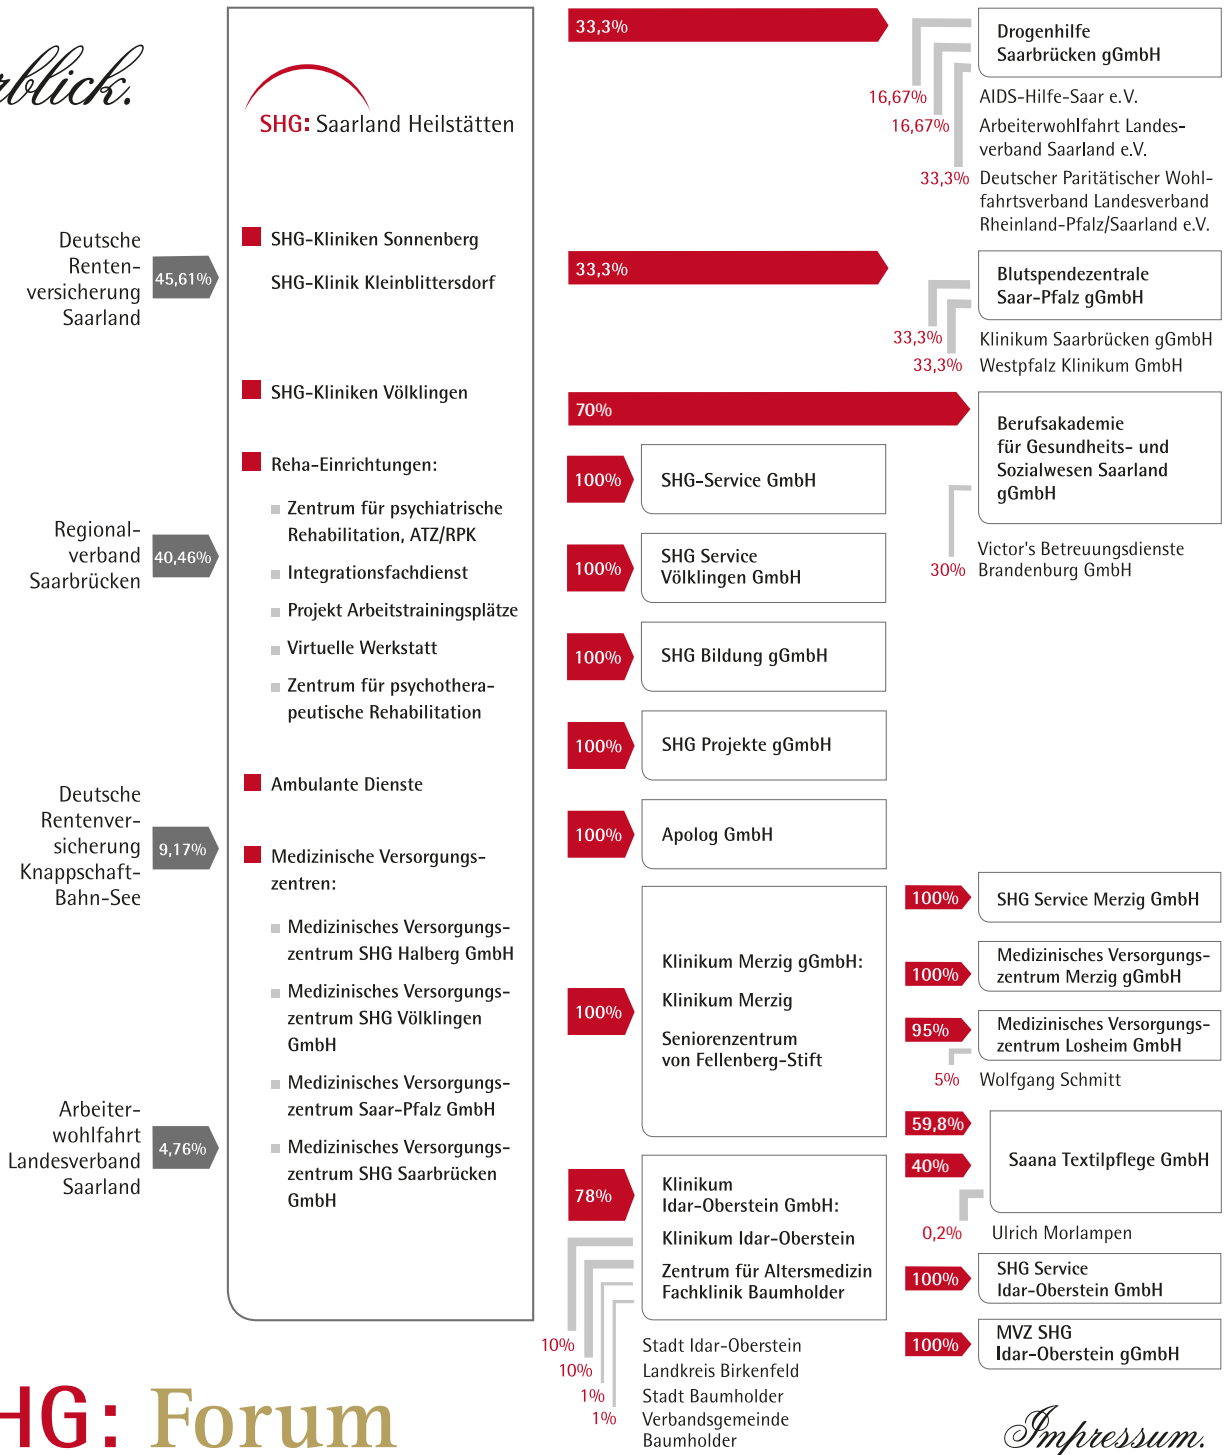 rblick.
SHG: Saarland Heilstätten
Deutsche
Renten-
versicherung
Saarland
45,61%
Regional-
verband
Saarbrücken
40,46%
Deutsche
Rentenver-
sicherung
Knappschaft-
Bahn-See
9,17%
Arbeiter-
wohlfahrt
Landesverband
Saarland
4,76%
SHG-Kliniken Sonnenberg
SHG-Klinik Kleinblittersdorf
SHG-Kliniken Völklingen
Reha-Einrichtungen:
Zentrum für psychiatrische
Rehabilitation, ATZ/RPK
Integrationsfachdienst
Projekt Arbeitstrainingsplätze
Virtuelle Werkstatt
Zentrum für psychothera-
peutische Rehabilitation
Ambulante Dienste
Medizinische Versorgungs-
zentren:
Medizinisches Versorgungs-
zentrum SHG Halberg GmbH
Medizinisches Versorgungs-
zentrum SHG Völklingen
GmbH
Medizinisches Versorgungs-
zentrum Saar-Pfalz GmbH
Medizinisches Versorgungs-
zentrum SHG Saarbrücken
GmbH
33,3%
Drogenhilfe
Saarbrücken gGmbH
16,67% AIDS-Hilfe-Saar e.V.
16,67% Arbeiterwohlfahrt Landes-
verband Saarland e.V.
33,3% Deutscher Paritätischer Wohl-
fahrtsverband Landesverband
Rheinland-Pfalz/Saarland e.V.
33,3%
Blutspendezentrale
Saar-Pfalz gGmbH
33,3% Klinikum Saarbrücken gGmbH
33,3% Westpfalz Klinikum GmbH
70%
Berufsakademie
für Gesundheits- und
Sozialwesen Saarland
gGmbH
30% Victor's Betreuungsdienste
Brandenburg GmbH
100% SHG-Service GmbH
100% SHG Service
Völklingen GmbH
100% SHG Bildung gGmbH
100% SHG Projekte gGmbH
100% Apolog GmbH
100%
Klinikum Merzig gGmbH:
Klinikum Merzig
Seniorenzentrum
von Fellenberg-Stift
100% SHG Service Merzig GmbH
100% Medizinisches Versorgungs-
zentrum Merzig gGmbH
95% Medizinisches Versorgungs-
zentrum Losheim GmbH
5% Wolfgang Schmitt
59,8%
40% Saana Textilpflege GmbH
0,2% Ulrich Morlampen
78% Klinikum
Idar-Oberstein GmbH:
Klinikum Idar-Oberstein
Zentrum für Altersmedizin
Fachklinik Baumholder
100% SHG Service
Idar-Oberstein GmbH
100% MVZ SHG
Idar-Oberstein gGmbH
10% Stadt Idar-Oberstein
10% Landkreis Birkenfeld
1% Stadt Baumholder
1% Verbandsgemeinde
Baumholder
HG: Forum
Impressum.